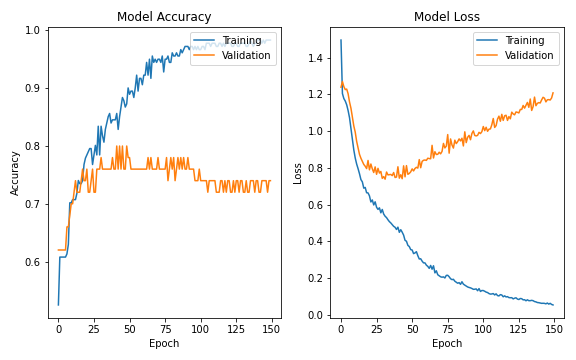 Model Accuracy
Training
Validation
Accuracy
1.0
0.9
0.8
0.7
0.6
0
25
50
75
100
125
150
Epoch
Model Loss
Training
Validation
Loss
1.4
1.2
1.0
0.8
0.6
0.4
0.2
0.0
0
25
50
75
100
125
150
Epoch